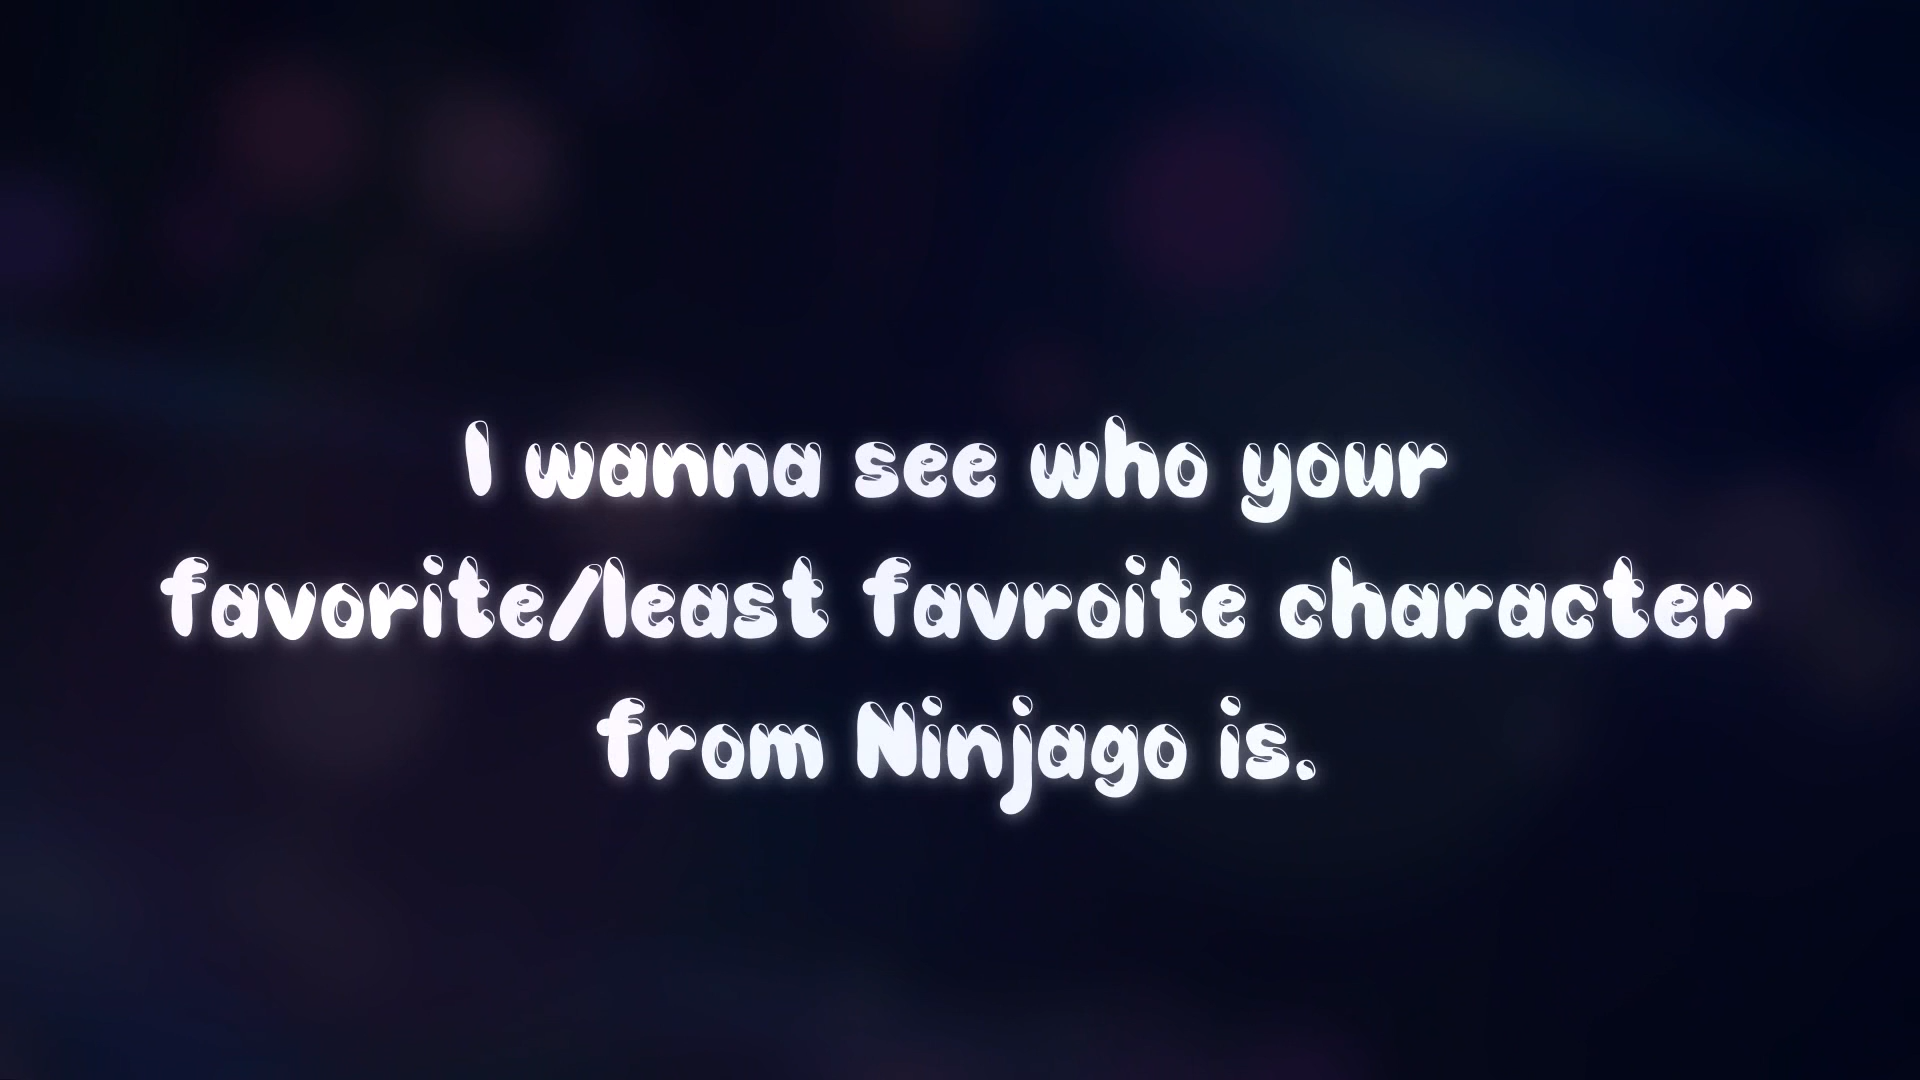 I wanna see who your
favorite/least favroite character
from Ninjago is.